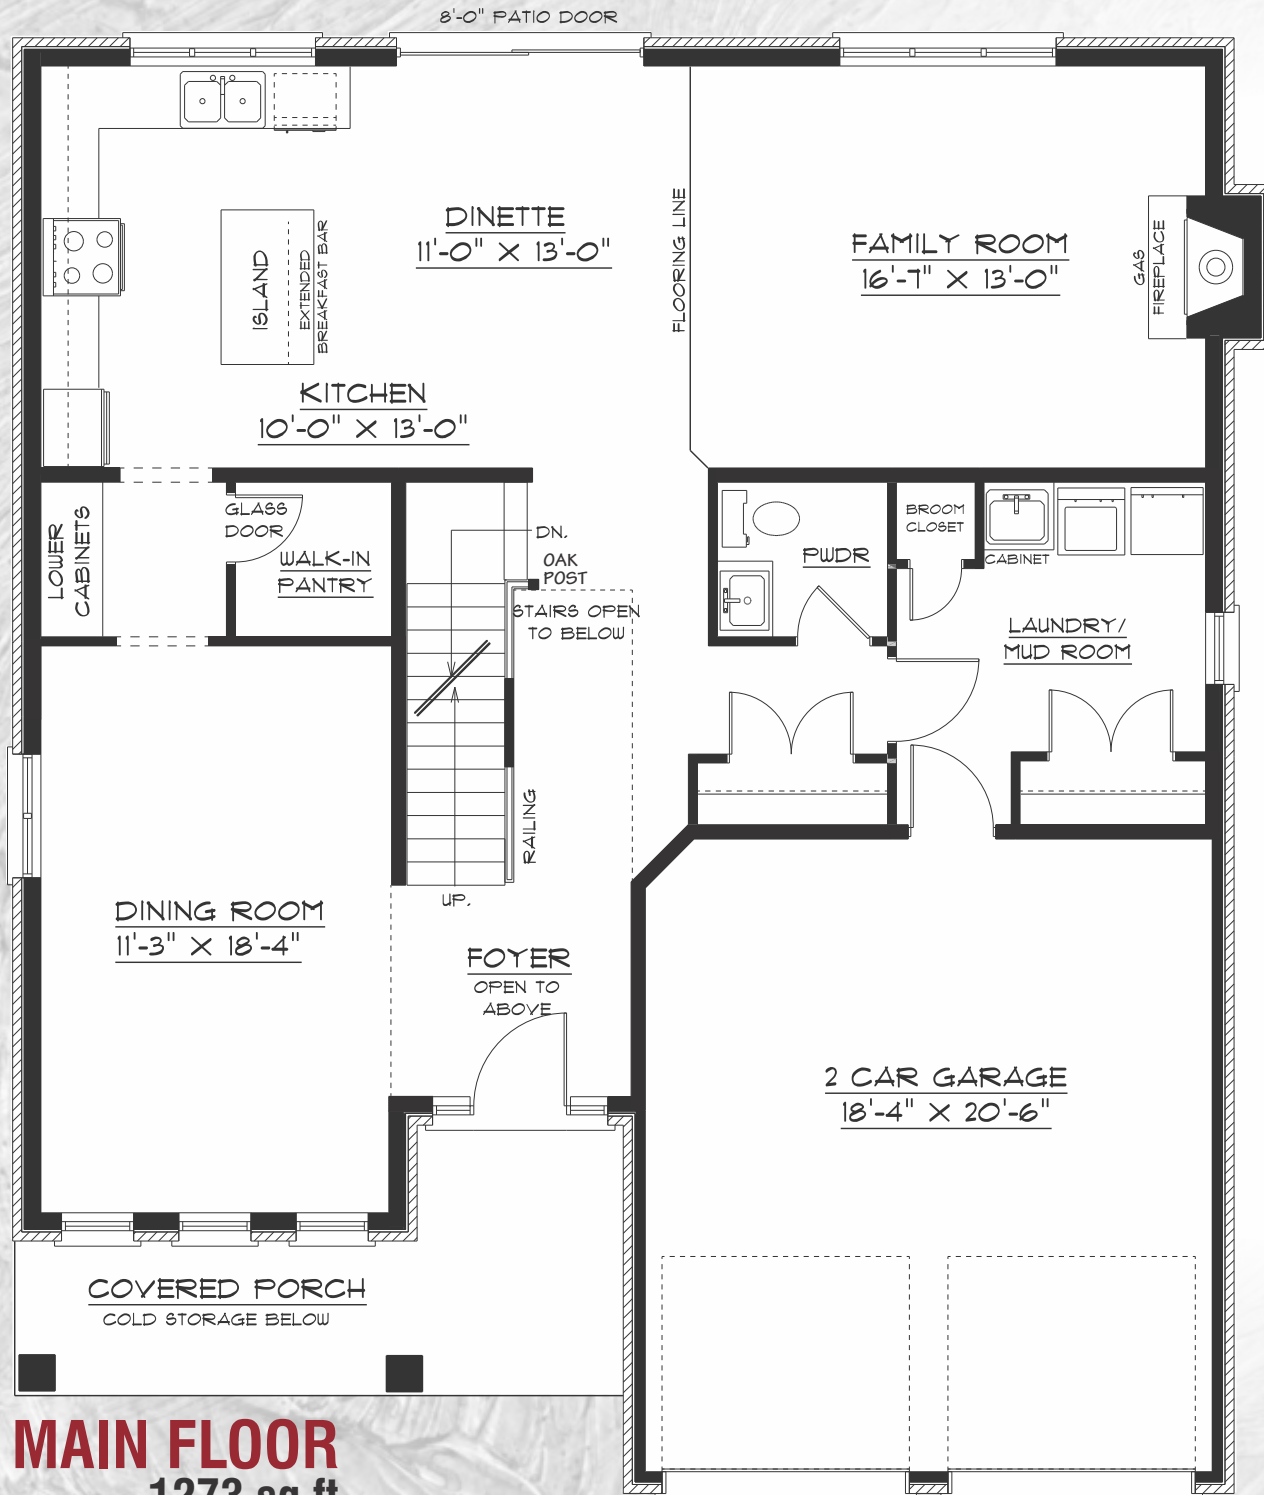 8'-0" PATIO DOOR
DINETTE
11'-0" X 13'-0"
FLOORING LINE
FAMILY ROOM
16'-7" X 13'-0"
GAS
FIREPLACE
ISLAND
EXTENDED
BREAKFAST BAR
KITCHEN
10'-0" X 13'-0"
LOWER
CABINETS
GLASS
DOOR
WALK-IN
PANTRY
DN.
OAK
POST
STAIRS OPEN
TO BELOW
PWDR
BROOM
CLOSET
CABINET
LAUNDRY/
MUD ROOM
RAILING
UP.
DINING ROOM
11'-3" X 18'-4"
FOYER
OPEN TO
ABOVE
2 CAR GARAGE
18'-4" X 20'-6"
COVERED PORCH
COLD STORAGE BELOW
MAIN FLOOR
1273 sq ft